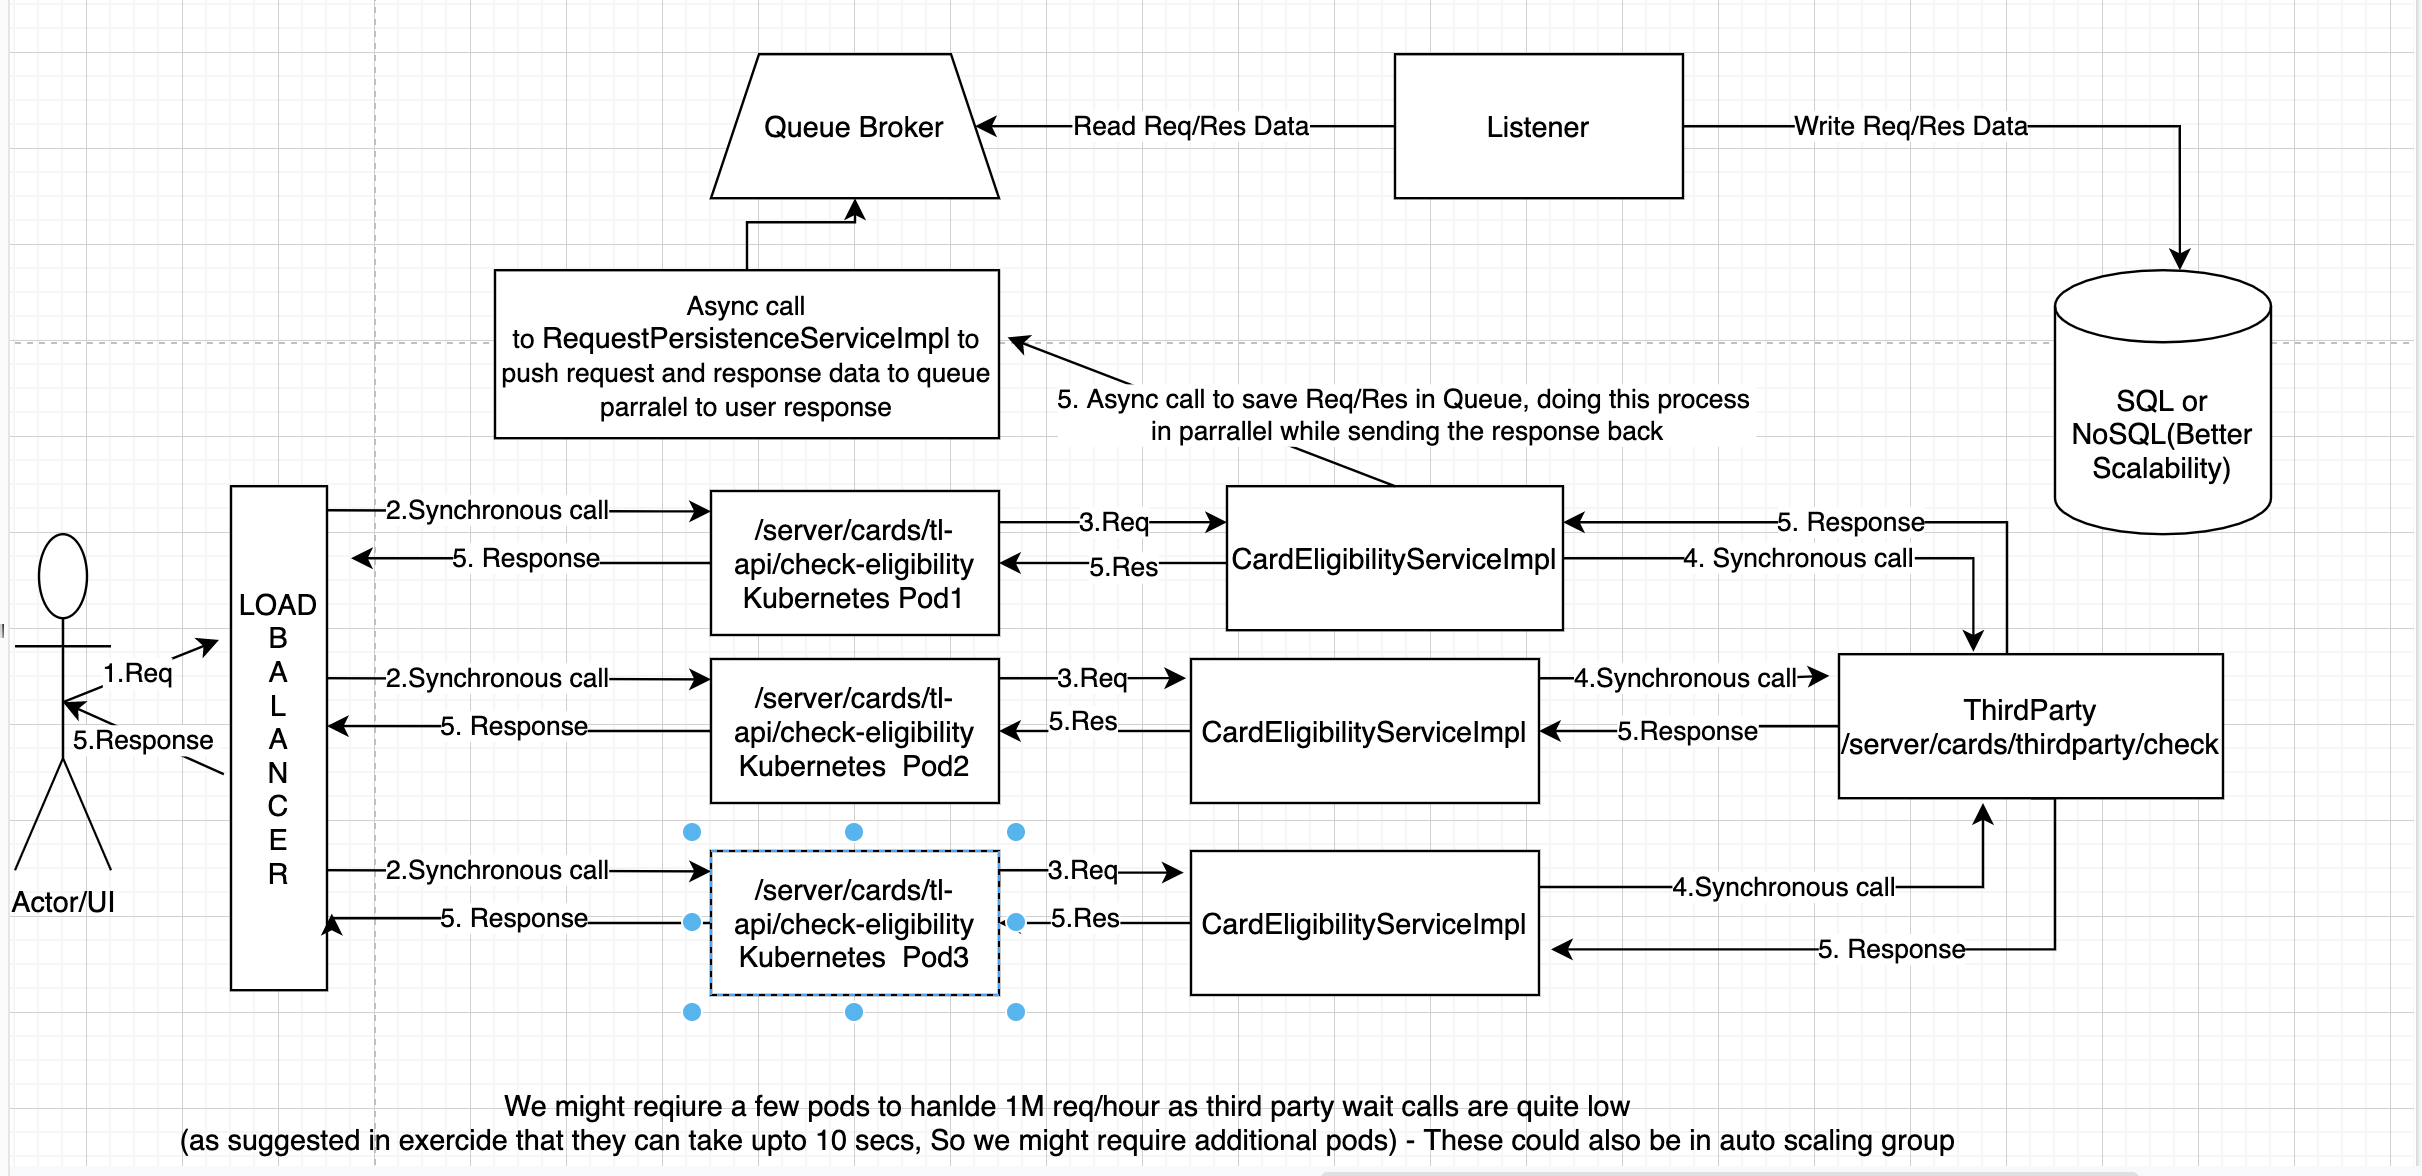 Queue Broker
Read Req/Res Data
Listener
Write Req/Res Data
Async call
to RequestPersistenceServiceImpl to
push request and response data to queue
parralel to user response
5. Async call to save Req/Res in Queue, doing this process
in parrallel while sending the response back
SQL or
NoSQL(Better
Scalability)
LOAD
B
A
L
A
N
C
E
R
2.Synchronous call
5. Response
/server/cards/tl-
api/check-eligibility
Kubernetes Pod1
3.Req
5.Res
CardEligibilityServiceImpl
5. Response
4. Synchronous call
1.Req
5.Response
Actor/UI
2.Synchronous call
5. Response
/server/cards/tl-
api/check-eligibility
Kubernetes Pod2
3.Req
5.Res
CardEligibilityServiceImpl
4.Synchronous call
5.Response
ThirdParty
/server/cards/thirdparty/check
2.Synchronous call
5. Response
/server/cards/tl-
api/check-eligibility
Kubernetes Pod3
3.Req
5.Res
CardEligibilityServiceImpl
4.Synchronous call
5. Response
We might reqiure a few pods to hanlde 1M req/hour as third party wait calls are quite low
(as suggested in exercide that they can take upto 10 secs, So we might require additional pods) - These could also be in auto scaling group